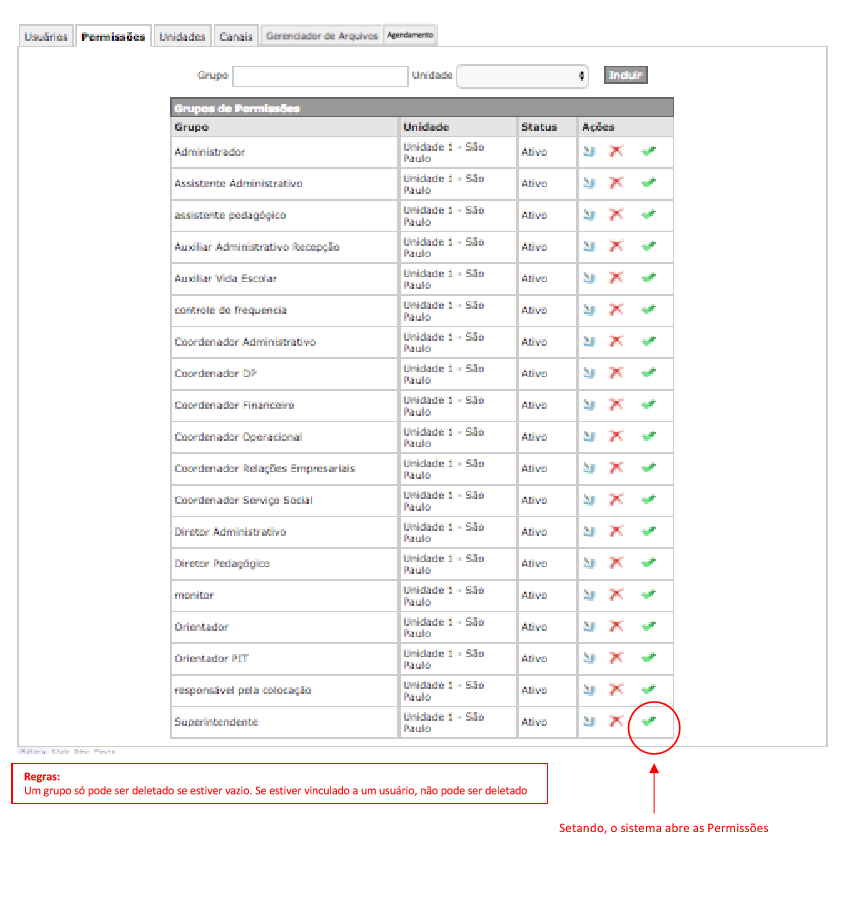 Usuários Permissões Unidades Canais Gerenciador de Arquivos Agendamento
Grupo Unidade Incluir
Grupos de Permissões
Grupo Unidade Status Ações
Administrador Unidade 1 - São Paulo Ativo
Assistente Administrativo Unidade 1 - São Paulo Ativo
assistente pedagógico Unidade 1 - São Paulo Ativo
Auxiliar Administrativo Recepção Unidade 1 - São Paulo Ativo
Auxiliar Vida Escolar Unidade 1 - São Paulo Ativo
controle de frequencia Unidade 1 - São Paulo Ativo
Coordenador Administrativo Unidade 1 - São Paulo Ativo
Coordenador DP Unidade 1 - São Paulo Ativo
Coordenador Financeiro Unidade 1 - São Paulo Ativo
Coordenador Operacional Unidade 1 - São Paulo Ativo
Coordenador Relações Empresariais Unidade 1 - São Paulo Ativo
Coordenador Serviço Social Unidade 1 - São Paulo Ativo
Diretor Administrativo Unidade 1 - São Paulo Ativo
Diretor Pedagógico Unidade 1 - São Paulo Ativo
monitor Unidade 1 - São Paulo Ativo
Orientador Unidade 1 - São Paulo Ativo
Orientador PET Unidade 1 - São Paulo Ativo
responsável pela colocação Unidade 1 - São Paulo Ativo
Superintendente Unidade 1 - São Paulo Ativo
Rotary Club São Paulo
Regras:
Um grupo só pode ser deletado se estiver vazio. Se estiver vinculado a um usuário, não pode ser deletado
Setando, o sistema abre as Permissões